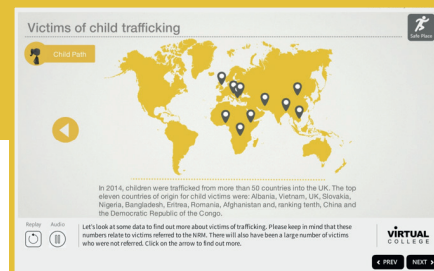 Victims of child trafficking
Safe Place
Child Path
In 2014, children were trafficked from more than 50 countries into the UK. The top
eleven countries of origin for child victims were: Albania, Vietnam, UK, Slovakia,
Nigeria, Bangladesh, Eritrea, Romania, Afghanistan and, ranking tenth, China and
the Democratic Republic of the Congo.
Replay Audio
Let's look at some data to find out more about victims of trafficking. Please keep in mind that these
numbers relate to victims referred to the NRM. There will also have been a large number of victims
who were not referred. Click on the arrow to find out more.
VIRTUAL
COLLEGE
PREV NEXT